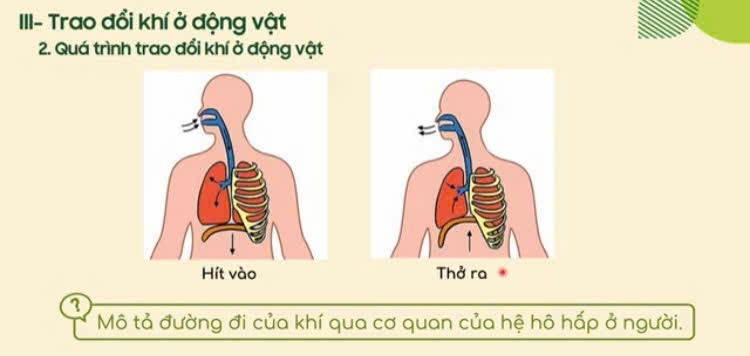 III- Trao đổi khí ở động vật
2. Quá trình trao đổi khí ở động vật
Hít vào
Thở ra
?
Mô tả đường đi của khí qua cơ quan của hệ hô hấp ở người.